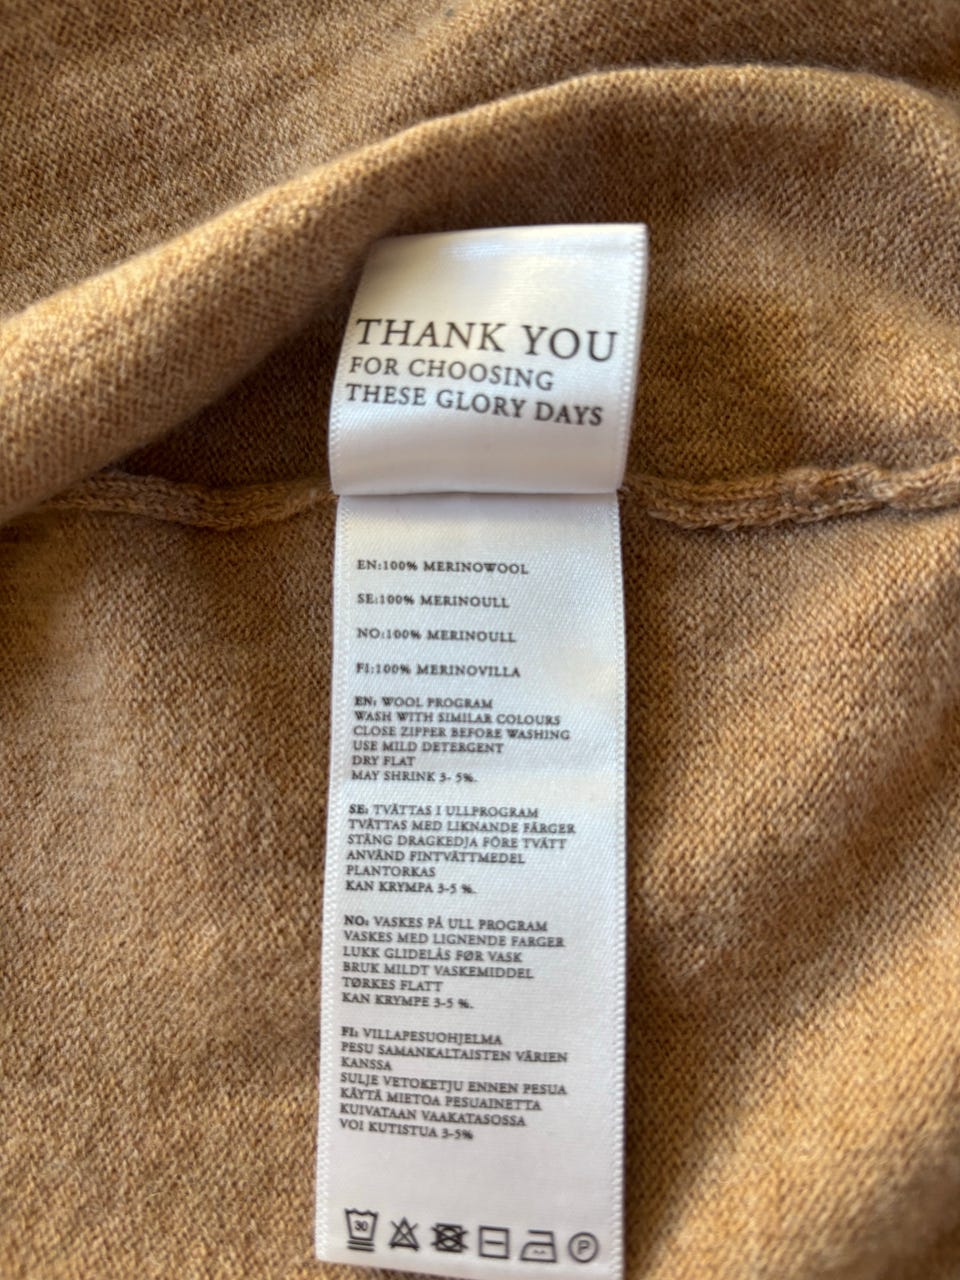 THANK YOU
FOR CHOOSING
THESE GLORY DAYS
EN:100% MERINOWOOL
SE:100% MERINOULL
NO:100% MERINOULL
FI:100% MERINOVILLA
EN: WOOL PROGRAM
WASH WITH SIMILAR COLOURS
CLOSE ZIPPER BEFORE WASHING
USE MILD DETERGENT
DRY FLAT
MAY SHRINK 3- 5%.
SE: TVÄTTAS I ULLPROGRAM
TVÄTTAS MED LIKNANDE FÄRGER
STÄNG DRAGKEDJA FÖRE TVÄTT
ANVÄND FINTVÄTTMEDEL
PLANTORKAS
KAN KRYMPA 3-5 %.
NO: VASKES PÅ ULL PROGRAM
VASKES MED LIGNENDE FARGER
LUKK GLIDELÅS FØR VASK
BRUK MILDT VASKEMIDDEL
TØRKES FLATT
KAN KRYMPE 3-5 %.
FI: VILLAPESUOHJELMA
PESU SAMANKALTAISTEN VÄRIEN
KANSSA
SULJE VETOKETJU ENNEN PESUA
KÄYTÄ MIETOA PESUAINETTA
KUIVATAAN VAAKATASOSSA
VOI KUTISTUA 3-5%
30 P